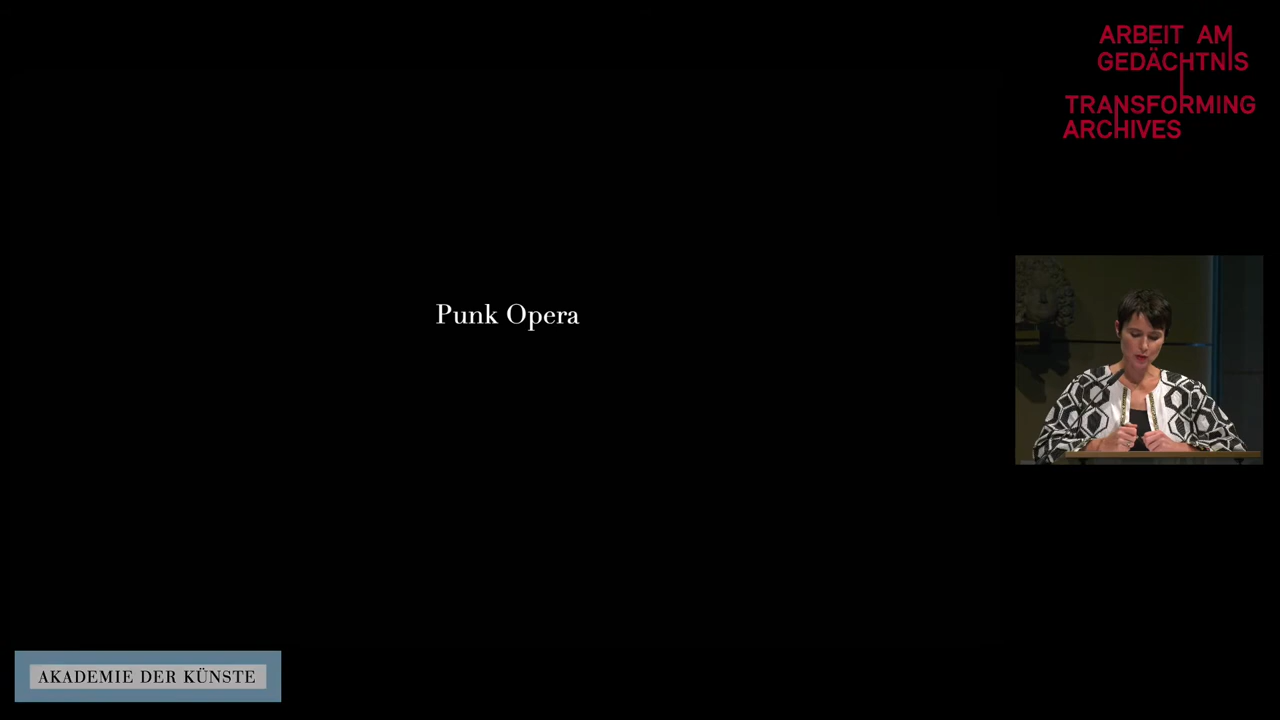 ARBEIT AM
GEDÄCHTNIS
TRANSFORMING
ARCHIVES
Punk Opera
AKADEMIE DER KÜNSTE